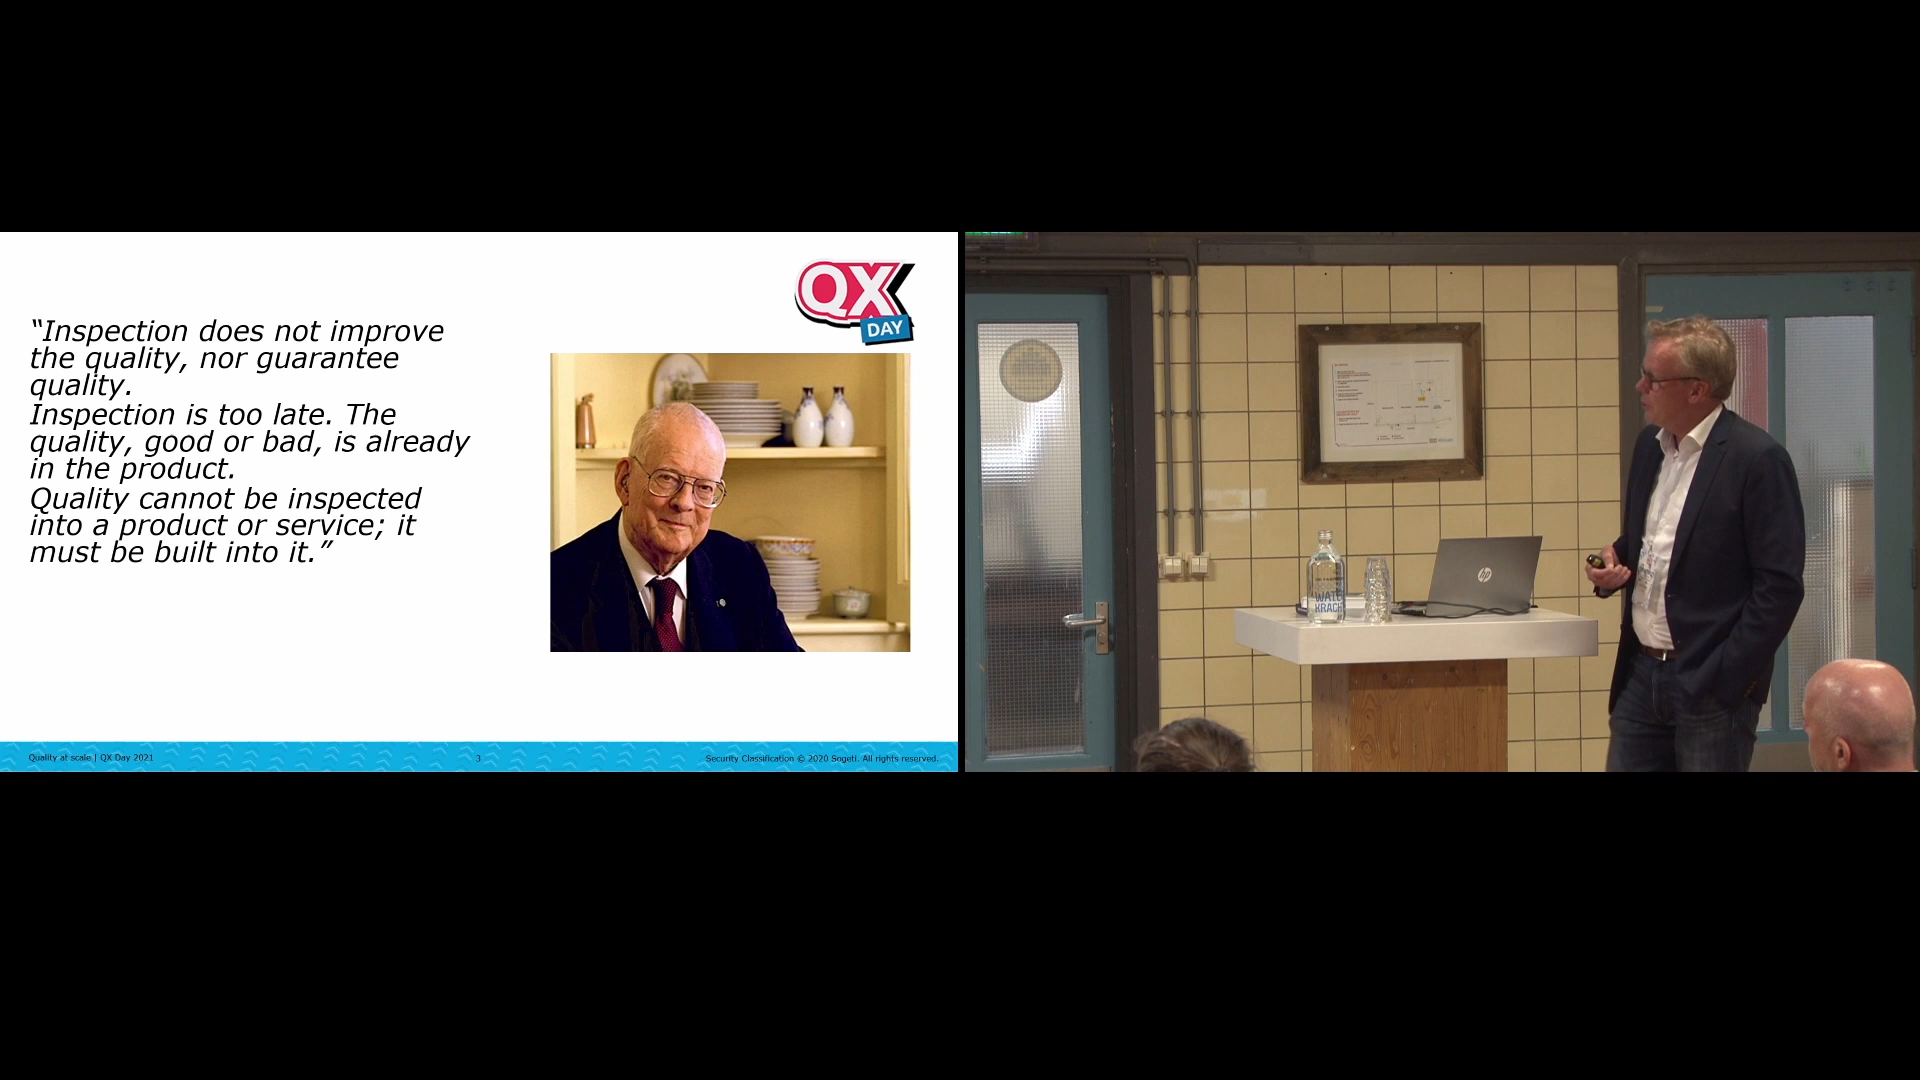 QX
DAY
“Inspection does not improve
the quality, nor guarantee
quality.
Inspection is too late. The
quality, good or bad, is already
in the product.
Quality cannot be inspected
into a product or service; it
must be built into it.”
Quality at scale | QX Day 2021
3
Security Classification © 2020 Sogeti. All rights reserved.
hp